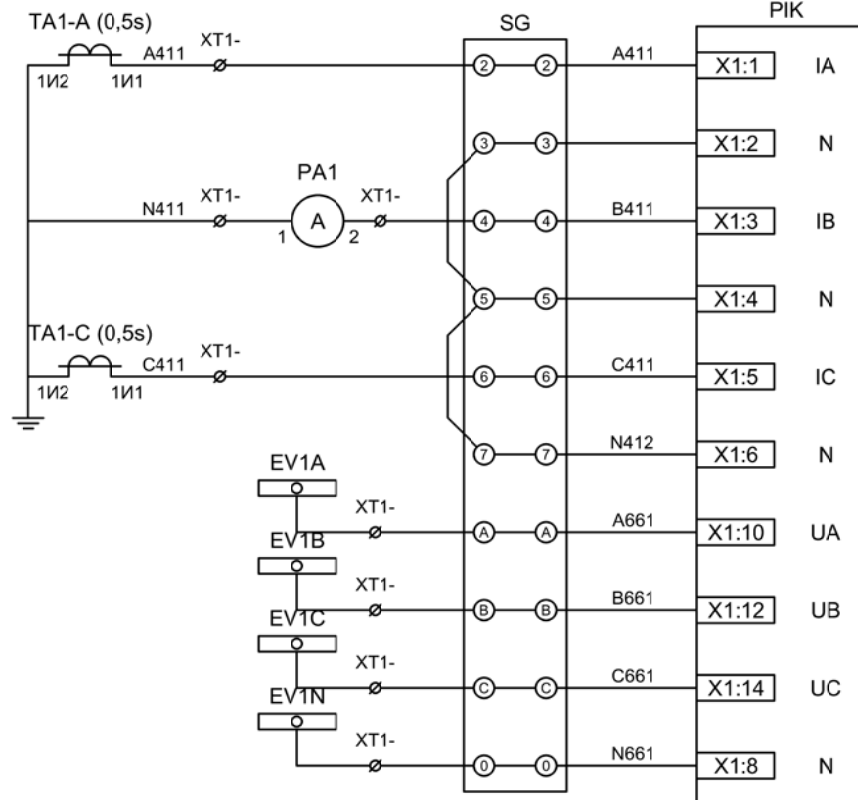 PIK
SG
TA1-A (0,5s)
XT1-
A411
1И2
1И1
2
2
A411
X1:1
IA
3
3
X1:2
N
PA1
XT1-
N411
A
1
2
XT1-
4
4
B411
X1:3
IB
5
5
X1:4
N
TA1-C (0,5s)
XT1-
C411
1И2
1И1
6
6
C411
X1:5
IC
7
7
N412
X1:6
N
EV1A
XT1-
A
A
A661
X1:10
UA
EV1B
XT1-
B
B
B661
X1:12
UB
EV1C
XT1-
C
C
C661
X1:14
UC
EV1N
XT1-
0
0
N661
X1:8
N